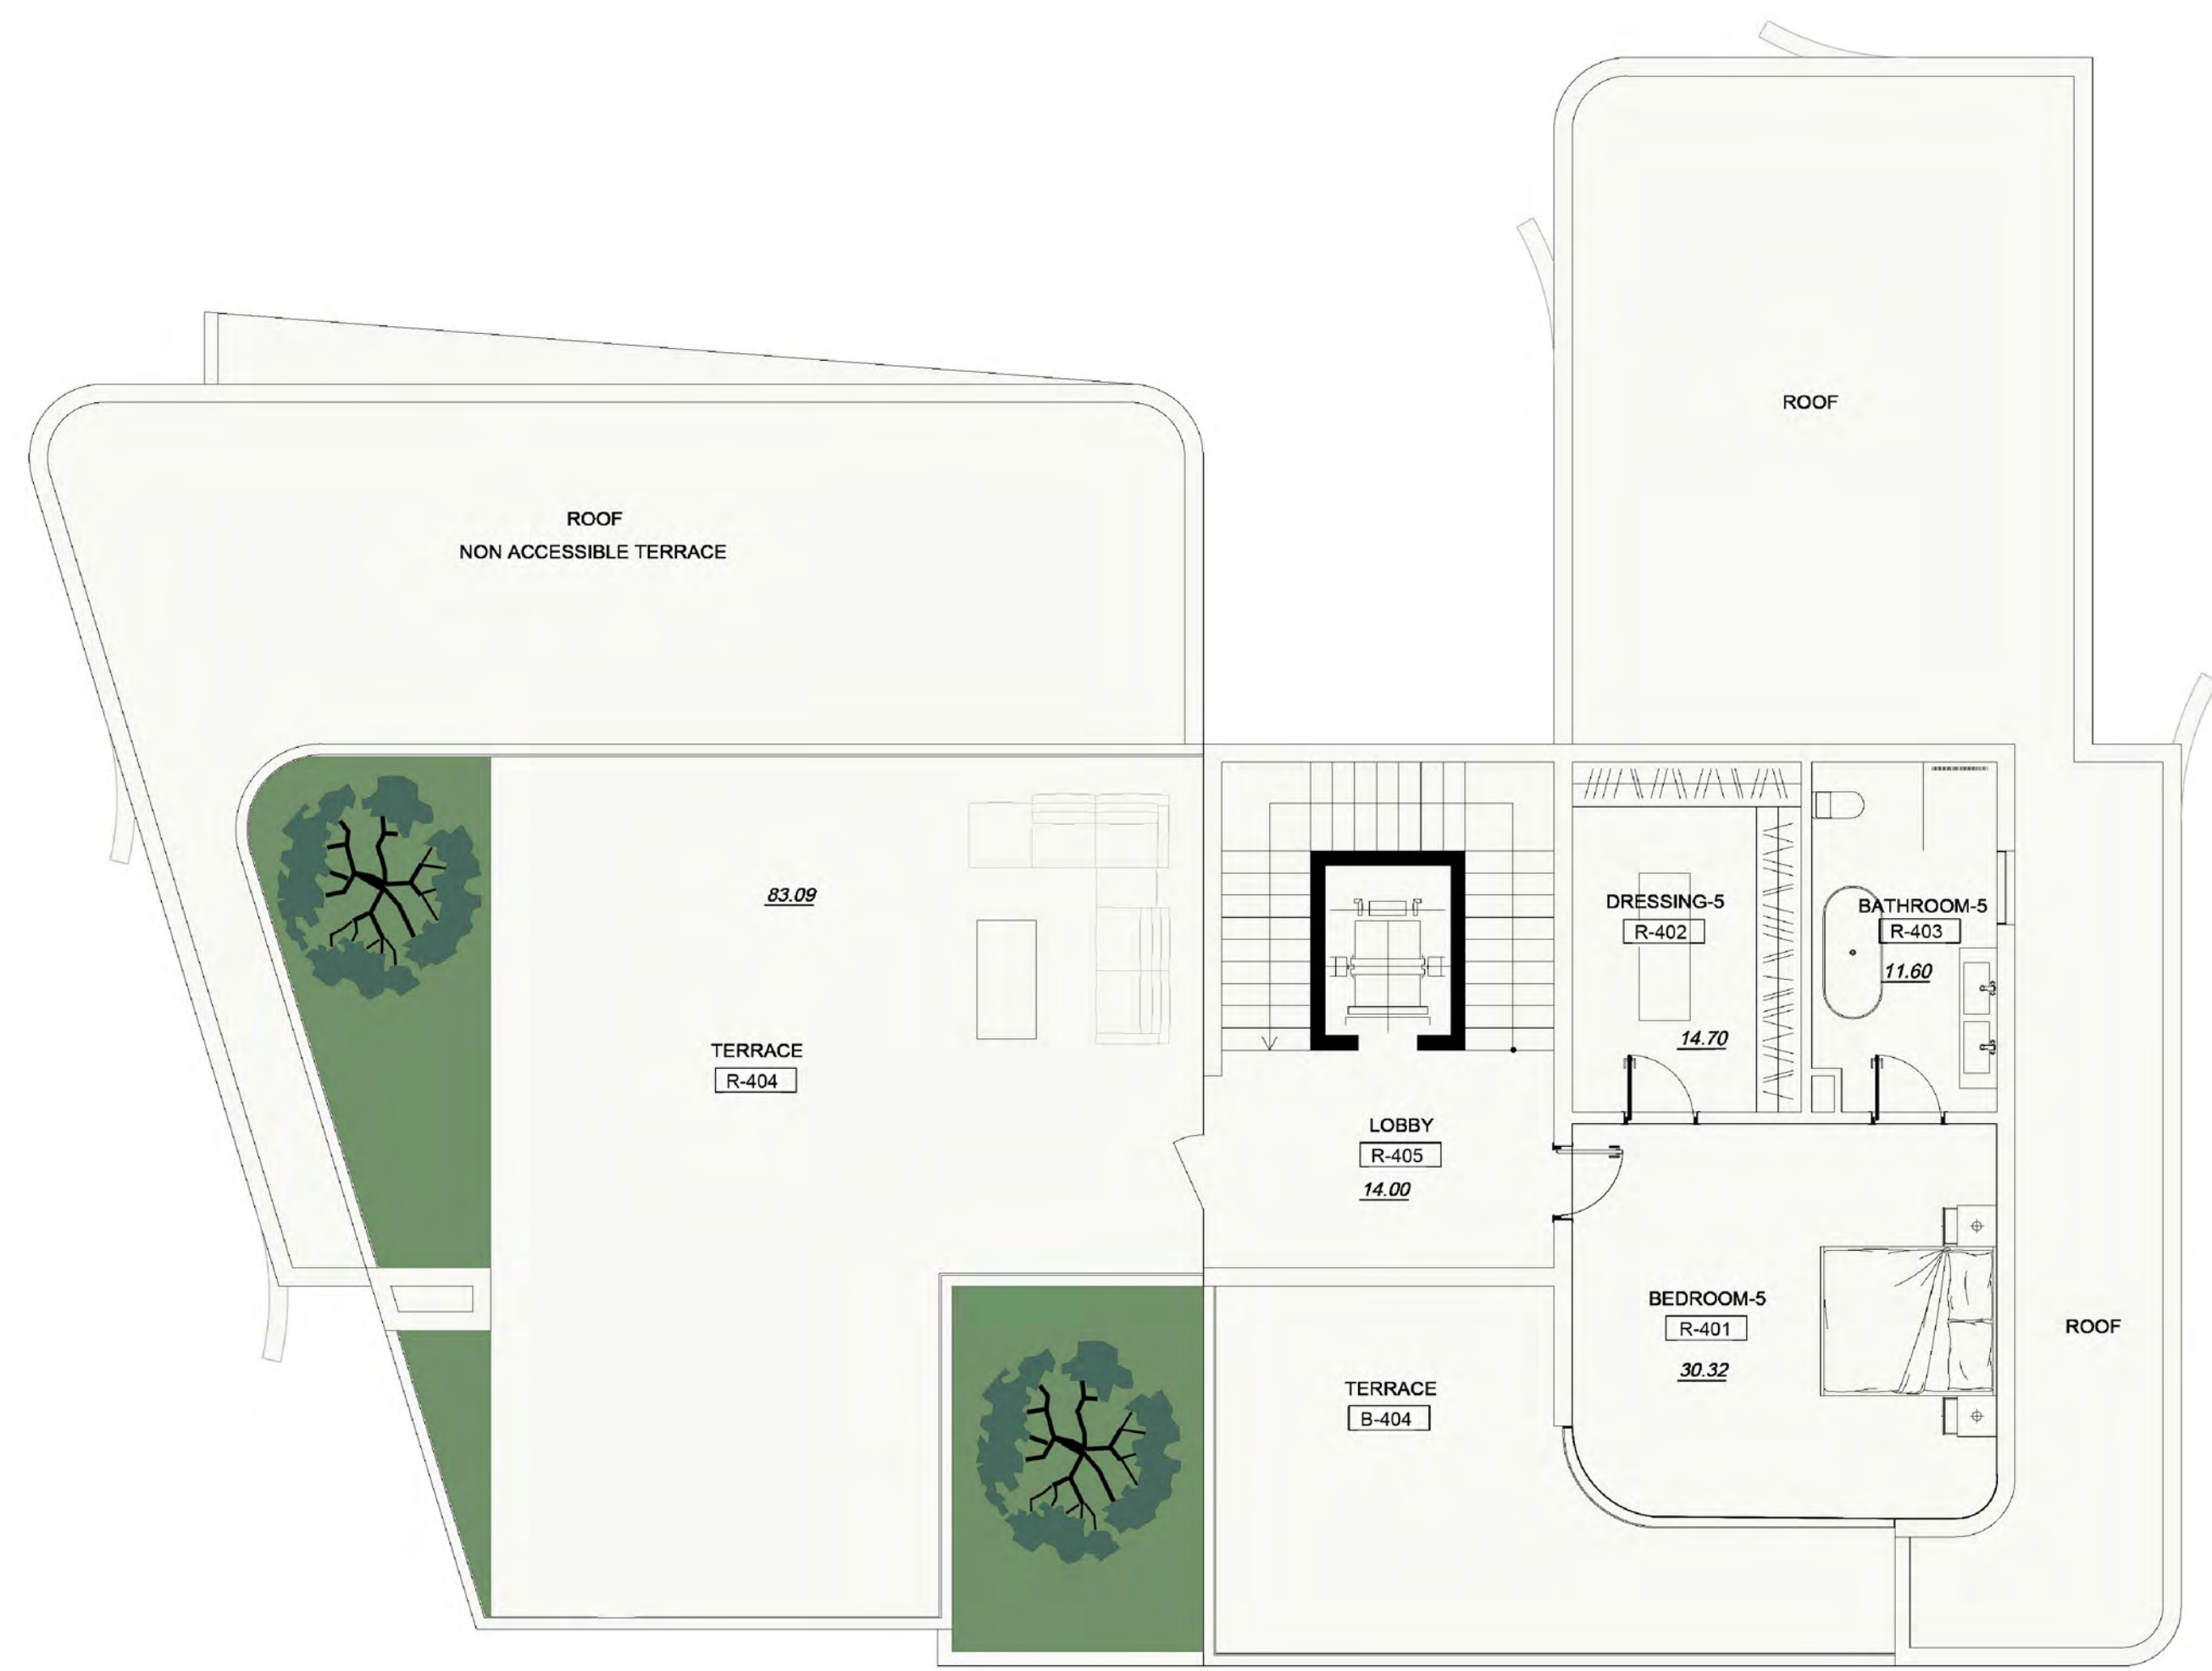 ROOF
ROOF
NON ACCESSIBLE TERRACE
83.09
TERRACE
R-404
DRESSING-5
R-402
14.70
BATHROOM-5
R-403
11.60
LOBBY
R-405
14.00
BEDROOM-5
R-401
30.32
ROOF
TERRACE
B-404